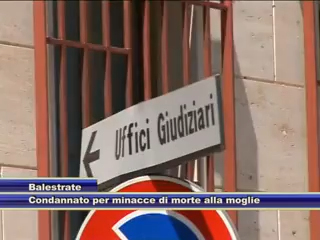 Uffici Giudiziari
Balestrate
Condannato per minacce di morte alla moglie